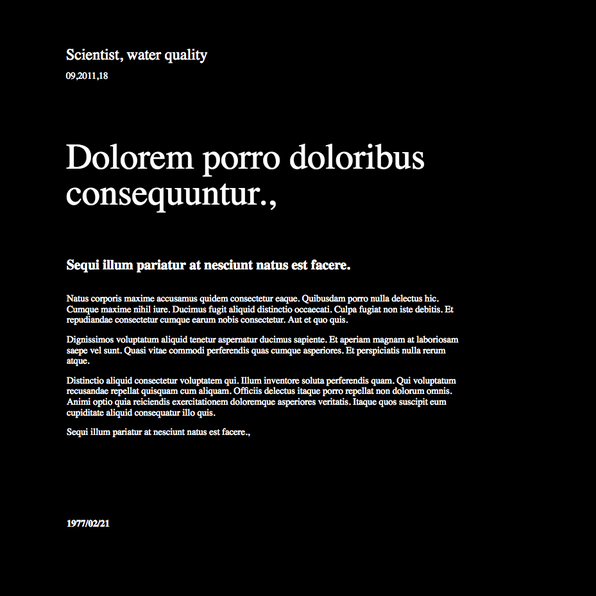 Scientist, water quality
09,2011,18
Dolorem porro doloribus
consequuntur.,
Sequi illum pariatur at nesciunt natus est facere.
Natus corporis maxime accusamus quidem consectetur eaque. Quibusdam porro nulla delectus hic.
Cumque maxime nihil iure. Ducimus fugit aliquid distinctio occaecati. Culpa fugiat non iste debitis. Et
repudiandae consectetur cumque earum nobis consectetur. Aut et quo quis.
Dignissimos voluptatum aliquid tenetur aspernatur ducimus sapiente. Et aperiam magnam at laboriosam
saepe vel sunt. Quasi vitae commodi perferendis quas cumque asperiores. Et perspiciatis nulla rerum
atque.
Distinctio aliquid consectetur voluptatem qui. Illum inventore soluta perferendis quam. Qui voluptatum
recusandae repellat quisquam cum aliquam. Officiis delectus itaque porro repellat non dolorum omnis.
Animi optio quia reiciendis exercitationem doloremque asperiores veritatis. Itaque quos suscipit eum
cupiditate aliquid consequatur illo quis.
Sequi illum pariatur at nesciunt natus est facere.,
1977/02/21